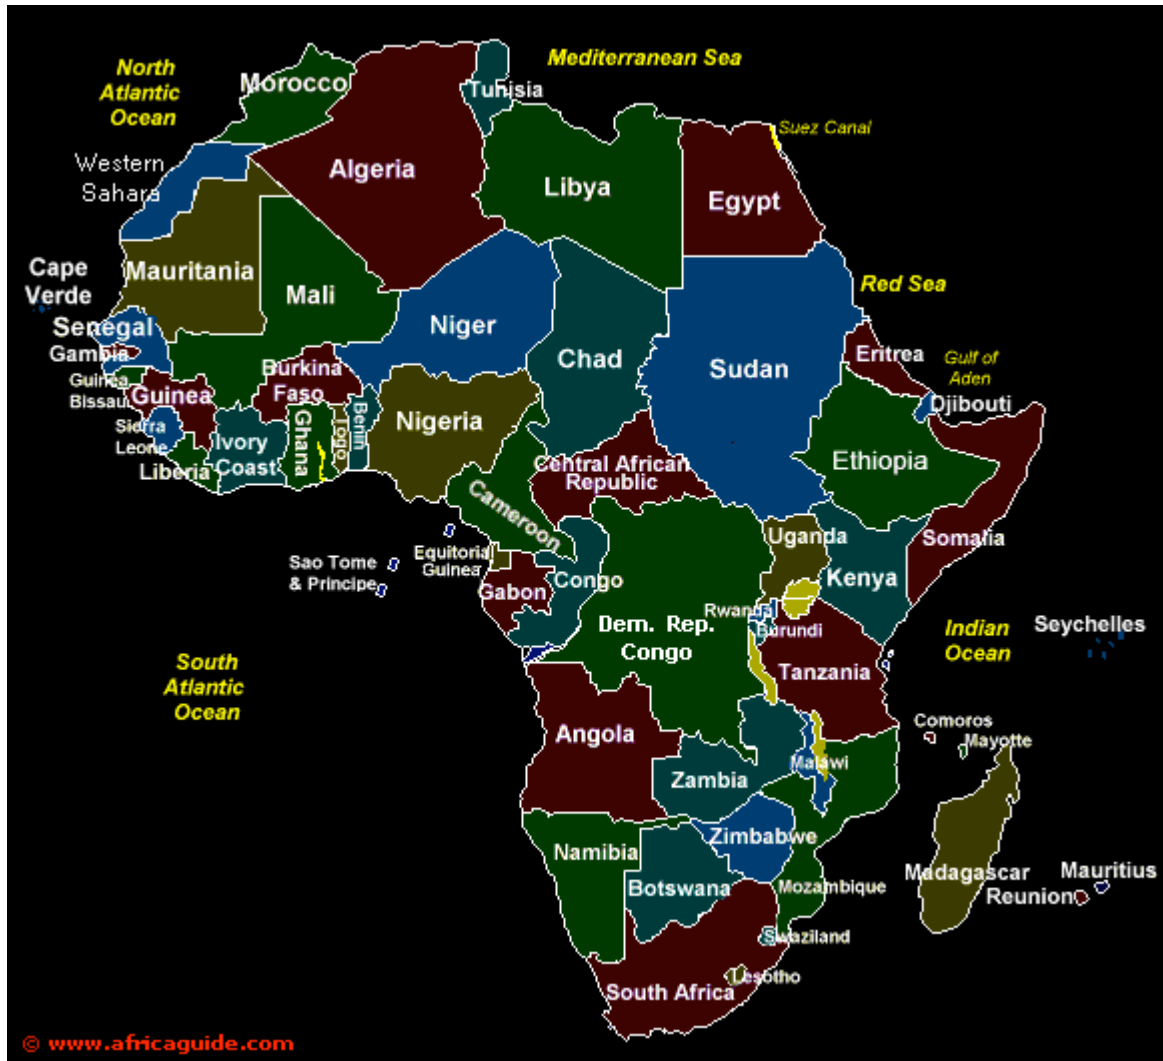 Mediterranean Sea
North
Atlantic
Ocean
Morocco
Tunisia
Suez Canal
Western
Sahara
Algeria
Libya
Egypt
Cape
Verde
Mauritania
Mali
Niger
Chad
Sudan
Red Sea
Senegal
Gambia
Eritrea
Gulf of
Aden
Guinea
Bissau
Guinea
Burkina
Faso
Djibouti
Sierra
Leone
Ivory
Coast
Ghana
Togo
Benin
Nigeria
Liberia
Ethiopia
Central African
Republic
Cameroon
Somalia
Uganda
Kenya
Equitorial
Guinea
Sao Tome
& Principe
Gabon
Congo
Rwanda
Burundi
Dem. Rep.
Congo
Tanzania
Indian
Ocean
Seychelles
South
Atlantic
Ocean
Angola
Comoros
Mayotte
Zambia
Malawi
Zimbabwe
Namibia
Botswana
Mozambique
Madagascar
Mauritius
Reunion
Swaziland
Lesotho
South Africa
© www.africaguide.com